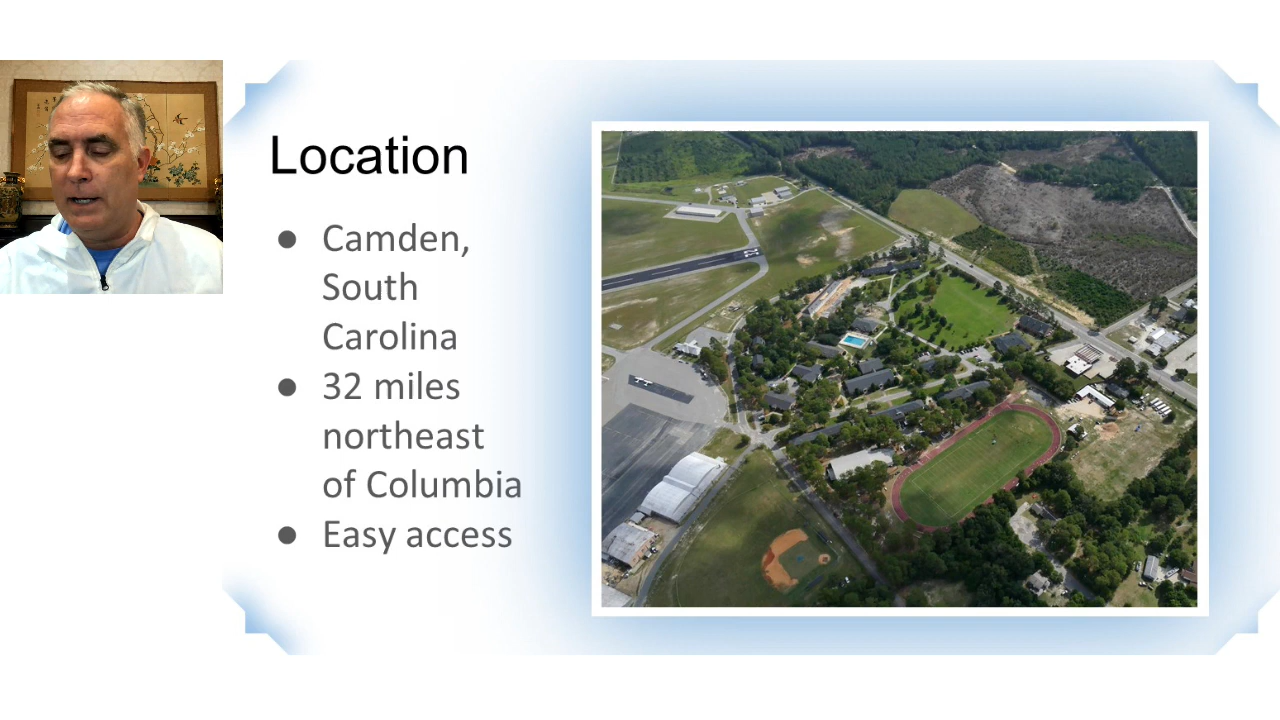 Location
● Camden,
South
Carolina
● 32 miles
northeast
of Columbia
● Easy access